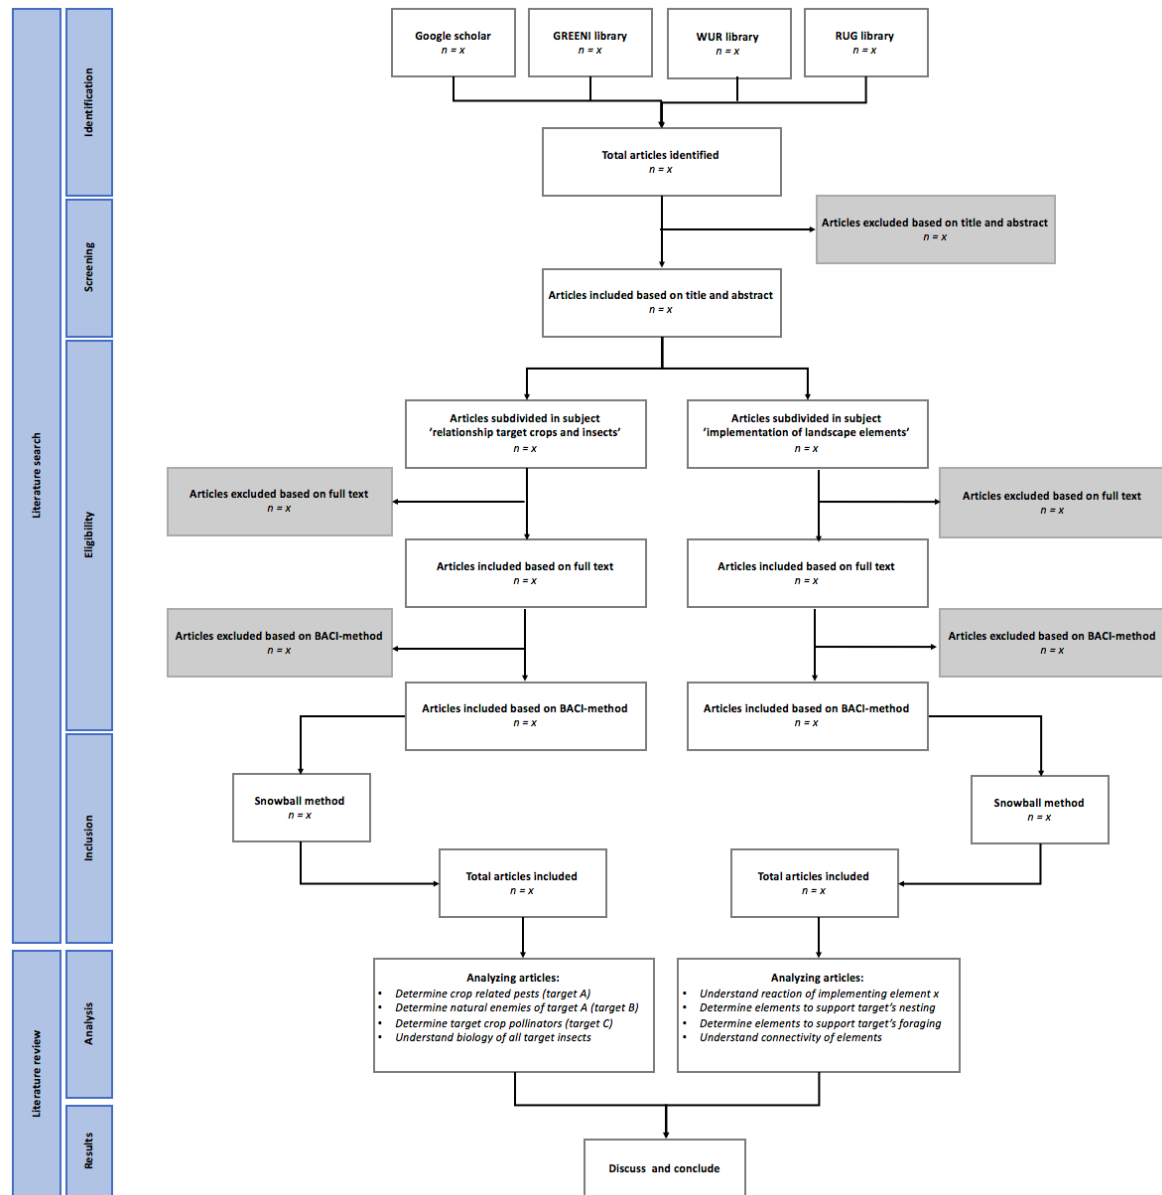 Literature search
Literature review
Identification
Screening
Eligibility
Inclusion
Analysis
Results
Google scholar
n = x
GREENI library
n = x
WUR library
n = x
RUG library
n = x
Total articles identified
n = x
Articles excluded based on title and abstract
n = x
Articles included based on title and abstract
n = x
Articles subdivided in subject
‘relationship target crops and insects’
n = x
Articles subdivided in subject
‘implementation of landscape elements’
n = x
Articles excluded based on full text
n = x
Articles excluded based on full text
n = x
Articles included based on full text
n = x
Articles included based on full text
n = x
Articles excluded based on BACI-method
n = x
Articles excluded based on BACI-method
n = x
Articles included based on BACI-method
n = x
Articles included based on BACI-method
n = x
Snowball method
n = x
Snowball method
n = x
Total articles included
n = x
Total articles included
n = x
Analyzing articles:
• Determine crop related pests (target A)
• Determine natural enemies of target A (target B)
• Determine target crop pollinators (target C)
• Understand biology of all target insects
Analyzing articles:
• Understand reaction of implementing element x
• Determine elements to support target’s nesting
• Determine elements to support target’s foraging
• Understand connectivity of elements
Discuss and conclude